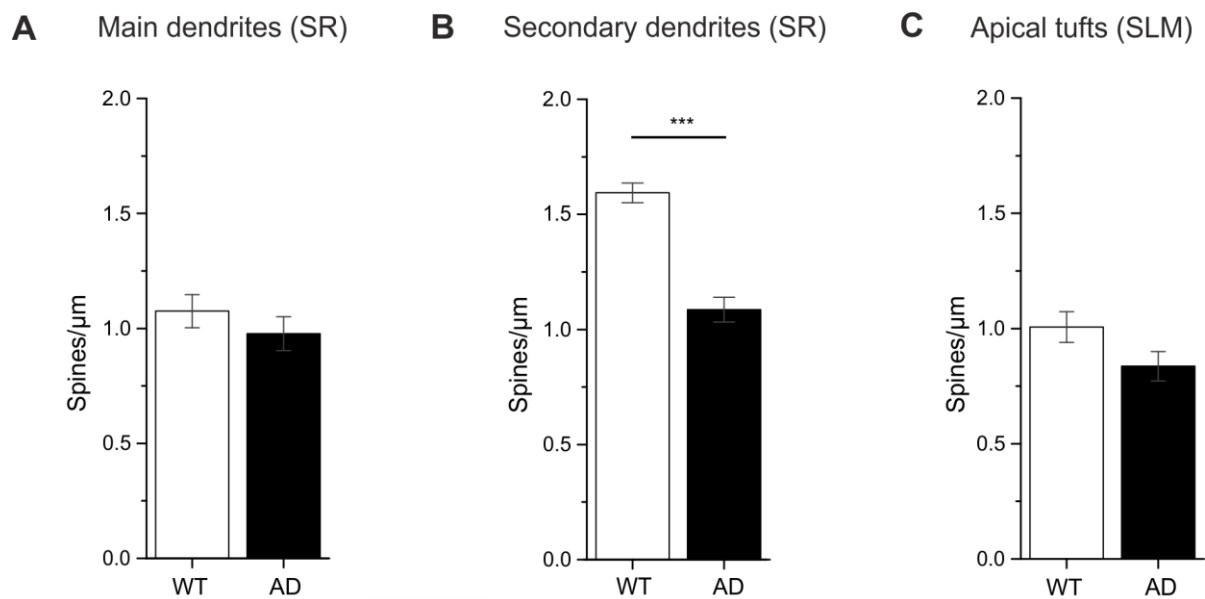 A Main dendrites (SR)
B Secondary dendrites (SR)
C Apical tufts (SLM)
2.0
1.5
1.0
0.5
0.0
Spines/µm
WT AD
2.0
1.5
1.0
0.5
0.0
Spines/µm
***
WT AD
2.0
1.5
1.0
0.5
0.0
Spines/µm
WT AD